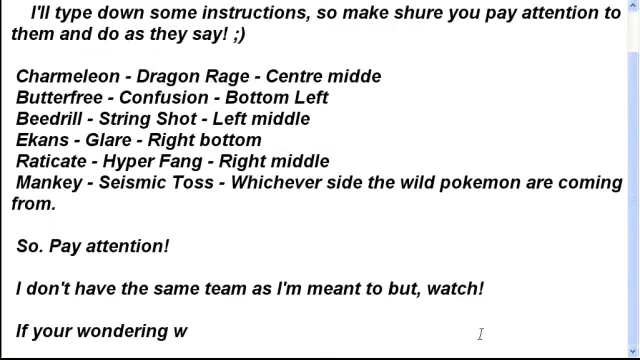 I'll type down some instructions, so make shure you pay attention to
them and do as they say! ;)
Charmeleon - Dragon Rage - Centre midde
Butterfree - Confusion - Bottom Left
Beedrill - String Shot - Left middle
Ekans - Glare - Right bottom
Raticate - Hyper Fang - Right middle
Mankey - Seismic Toss - Whichever side the wild pokemon are coming
from.
So. Pay attention!
I don't have the same team as I'm meant to but, watch!
If your wondering w